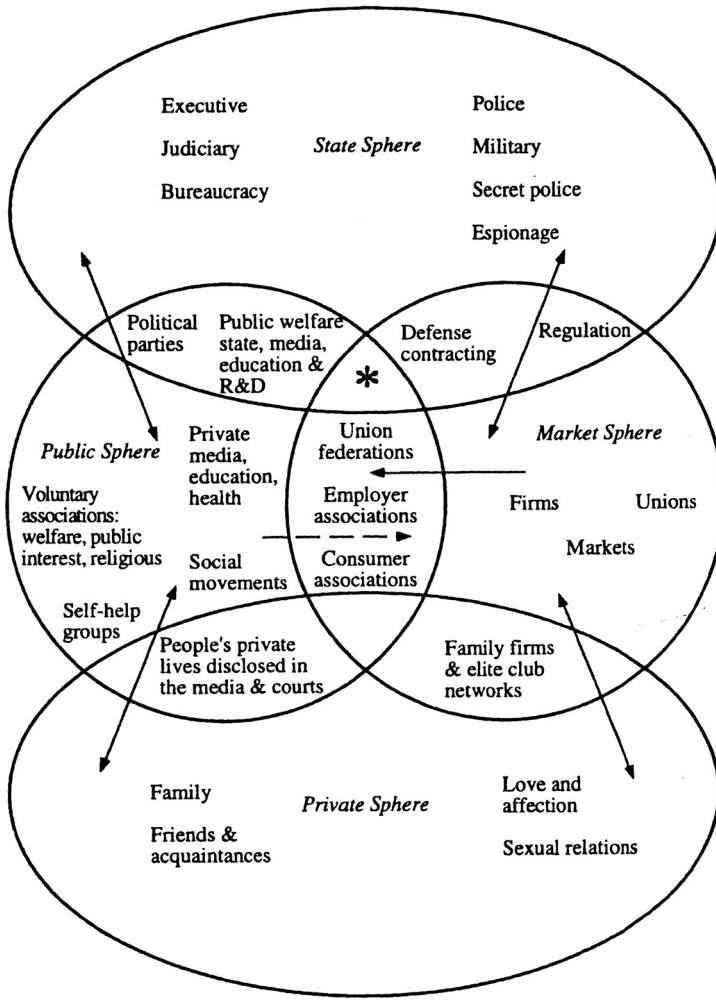 Executive
Judiciary
Bureaucracy
State Sphere
Police
Military
Secret police
Espionage
Political
parties
Public welfare
state, media,
education &
R&D
*
Defense
contracting
Regulation
Public Sphere
Private
media,
education,
health
Voluntary
associations:
welfare, public
interest, religious
Social
movements
Self-help
groups
Union
federations
Employer
associations
Consumer
associations
Market Sphere
Firms
Unions
Markets
People's private
lives disclosed in
the media & courts
Family firms
& elite club
networks
Family
Friends &
acquaintances
Private Sphere
Love and
affection
Sexual relations